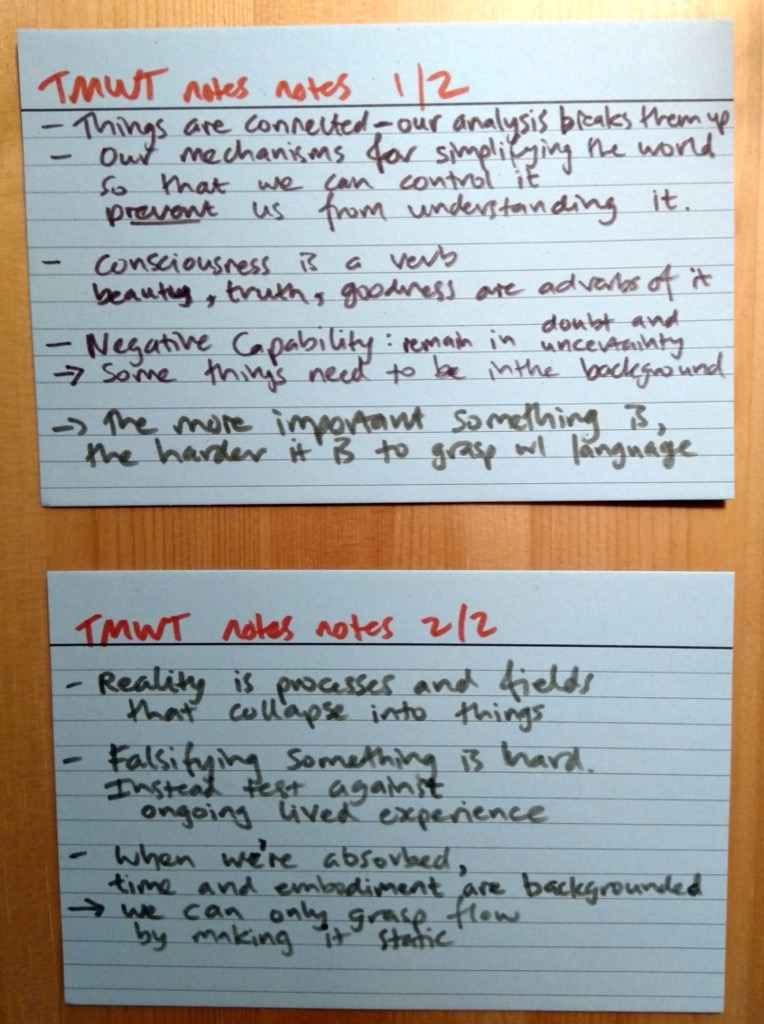 TMWT notes notes 1/2
- Things are connected - our analysis breaks them up
- Our mechanisms for simplifying the world
so that we can control it
prevent us from understanding it.
- Consciousness is a verb
beauty, truth, goodness are adverbs of it
- Negative Capability: remain in doubt and uncertainty
→ Some things need to be in the background
→ The more important something is,
the harder it is to grasp w/ language
TMWT notes notes 2/2
- Reality is processes and fields
that collapse into things
- Falsifying something is hard.
Instead test against
ongoing lived experience
- When we're absorbed,
time and embodiment are backgrounded
→ we can only grasp flow
by making it static